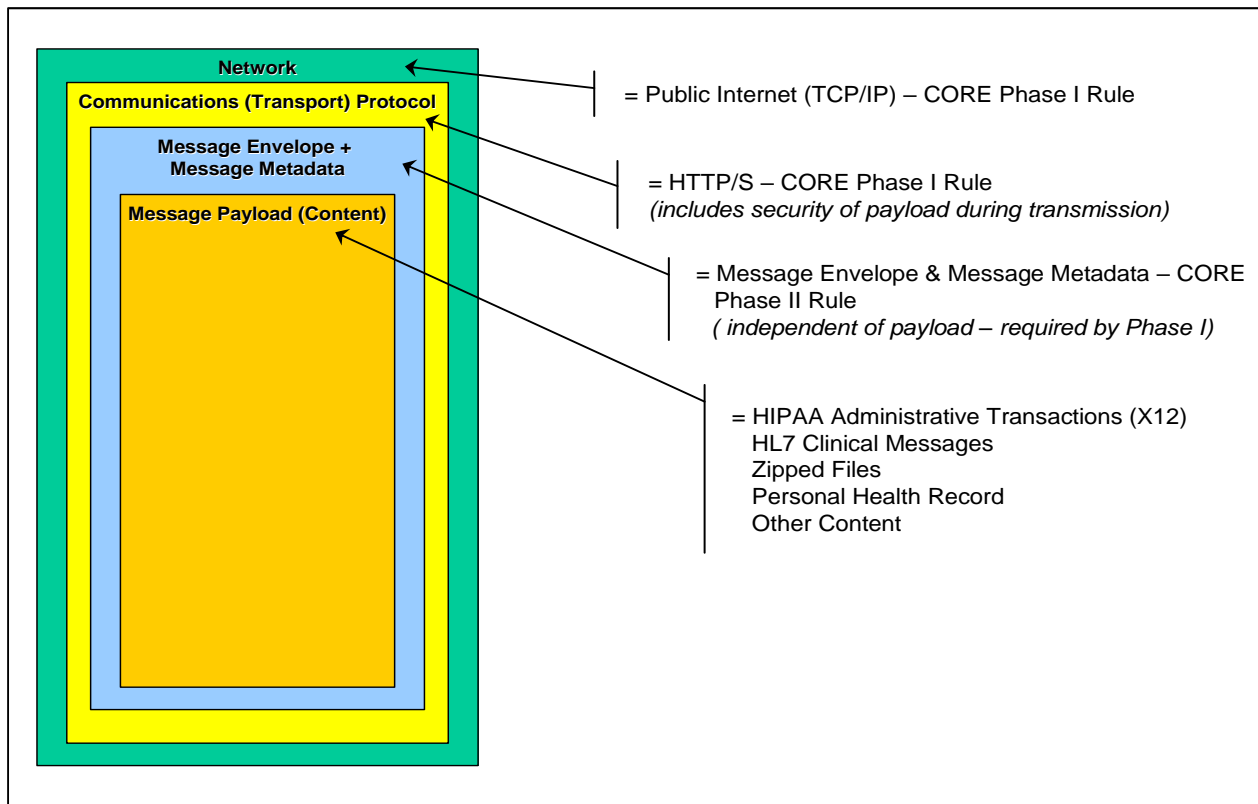 Network
Communications (Transport) Protocol
Message Envelope +
Message Metadata
Message Payload (Content)
= Public Internet (TCP/IP) – CORE Phase I Rule
= HTTP/S – CORE Phase I Rule
(includes security of payload during transmission)
= Message Envelope & Message Metadata – CORE
Phase II Rule
( independent of payload – required by Phase I)
= HIPAA Administrative Transactions (X12)
HL7 Clinical Messages
Zipped Files
Personal Health Record
Other Content